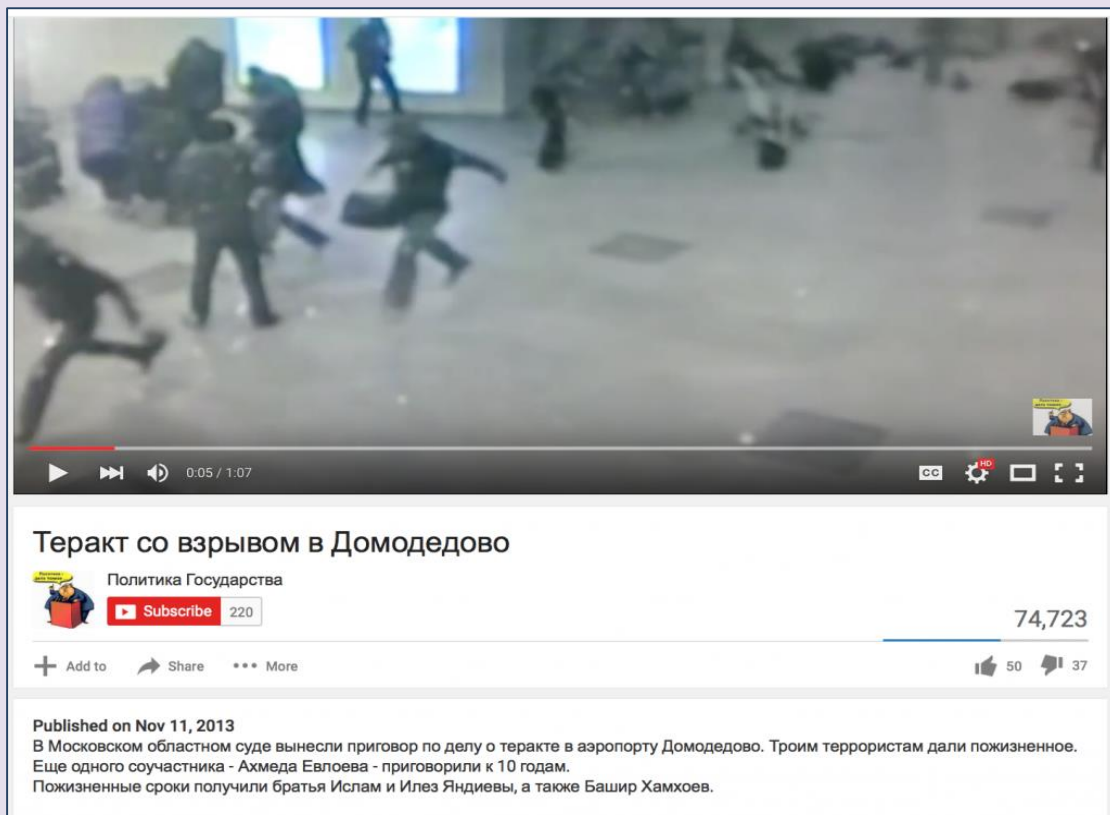 0:05 / 1:07
CC
HD
Теракт со взрывом в Домодедово
Политика Государства
Subscribe 220
74,723
Add to Share More
50 37
Published on Nov 11, 2013
В Московском областном суде вынесли приговор по делу о теракте в аэропорту Домодедово. Троим террористам дали пожизненное.
Еще одного соучастника - Ахмеда Евлоева - приговорили к 10 годам.
Пожизненные сроки получили братья Ислам и Илез Яндиевы, а также Башир Хамхоев.